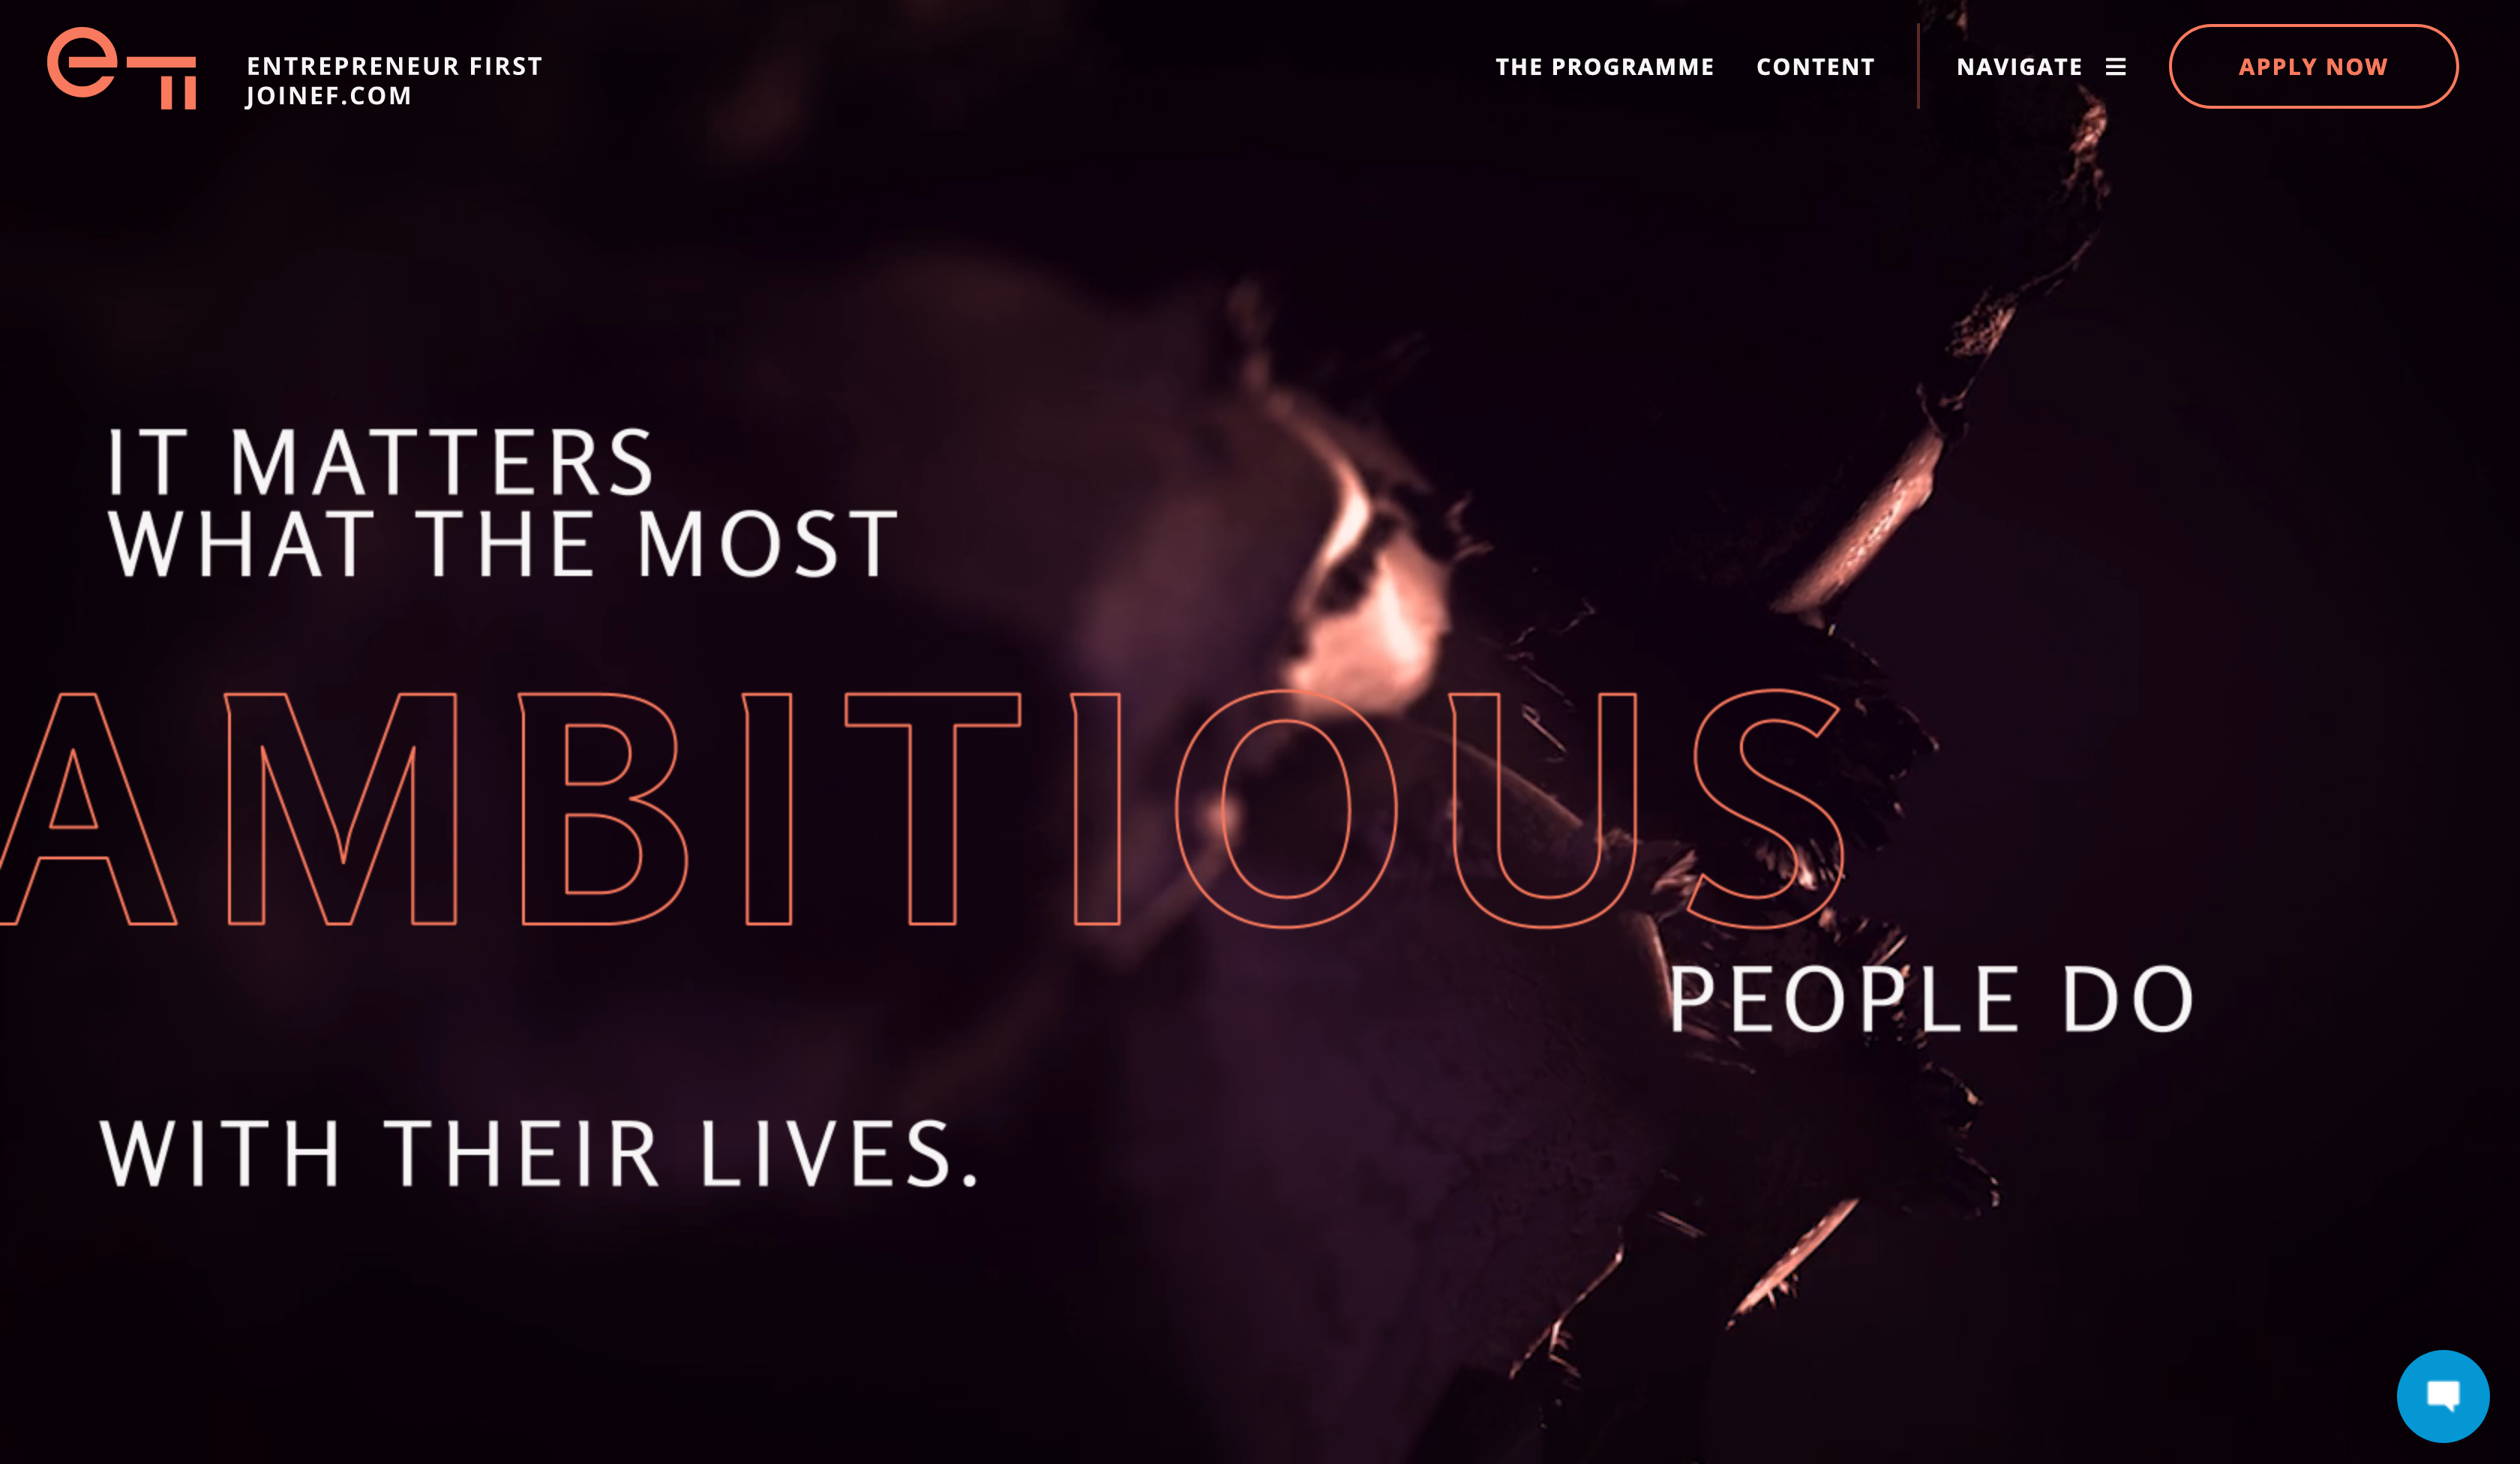 ef
ENTREPRENEUR FIRST
JOINEF.COM
THE PROGRAMME
CONTENT
NAVIGATE
APPLY NOW
IT MATTERS
WHAT THE MOST
AMBITIOUS
PEOPLE DO
WITH THEIR LIVES.